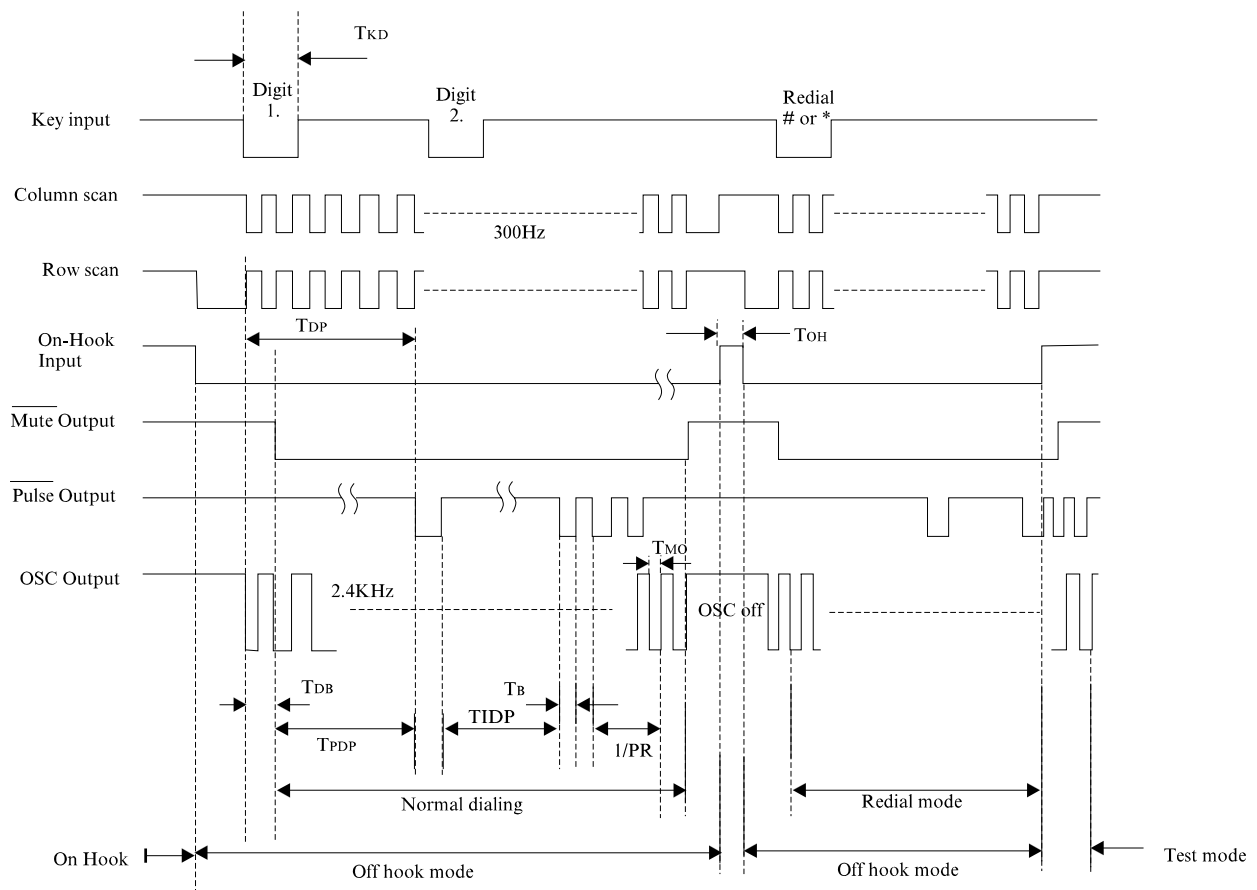 TKD
Digit
1.
Digit
2.
Redial
# or *
Key input
Column scan
300Hz
Row scan
TDP
TOH
On-Hook
Input
Mute Output
Pulse Output
TMO
OSC Output
2.4KHz
OSC off
TDB
TB
TIDP
TPDP
1/PR
Normal dialing
Redial mode
On Hook
Off hook mode
Off hook mode
Test mode